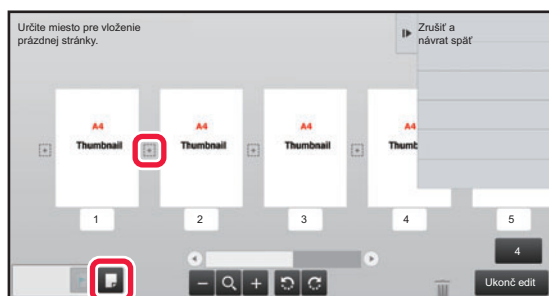 Určite miesto pre vloženie
prázdnej stránky.
Zrušiť a
návrat späť
A4
Thumbnail
A4
Thumbnail
A4
Thumbnail
A4
Thumb
1
2
3
4
5
4
Ukonč edit